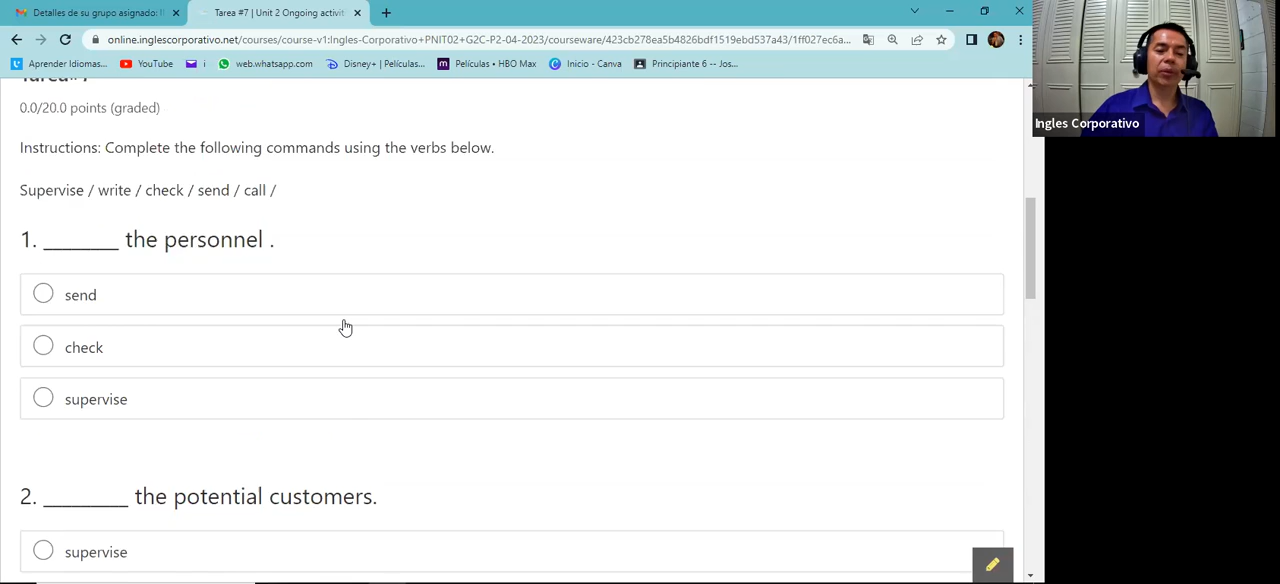 Detalles de su grupo asignado: I
Tarea #7 | Unit 2 Ongoing activit
online.inglescorporativo.net/courses/course-v1:Ingles-Corporativo+PNIT02+G2C-P2-04-2023/courseware/423cb278ea5b4826bdf1519ebd537a43/1ff027ec6a...
Aprender Idiomas...
YouTube
i
web.whatsapp.com
Disney+ | Películas...
Películas • HBO Max
Inicio - Canva
Principiante 6 -- Jos...
Ingles Corporativo
0.0/20.0 points (graded)
Instructions: Complete the following commands using the verbs below.
Supervise / write / check / send / call /
1. _______ the personnel .
send
check
supervise
2. ________ the potential customers.
supervise